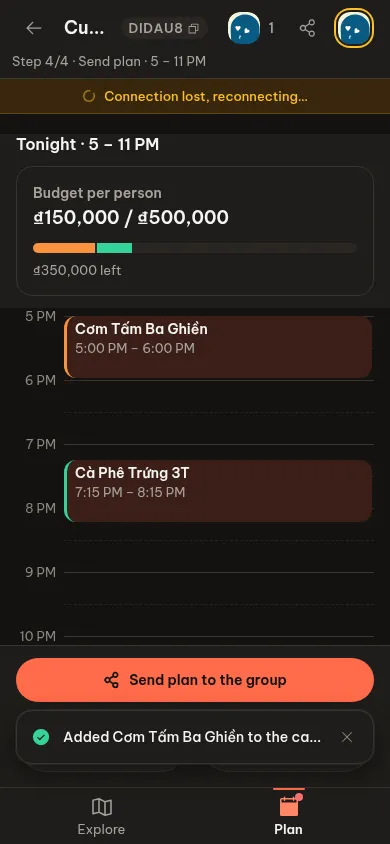 Cu...
DIDAU8
1
Step 4/4 · Send plan · 5 – 11 PM
Connection lost, reconnecting...
Tonight · 5 – 11 PM
Budget per person
₫150,000 / ₫500,000
₫350,000 left
5 PM
Cơm Tấm Ba Ghiền
5:00 PM – 6:00 PM
6 PM
7 PM
Cà Phê Trứng 3T
7:15 PM – 8:15 PM
8 PM
9 PM
10 PM
Send plan to the group
Added Cơm Tấm Ba Ghiền to the ca...
Explore
Plan